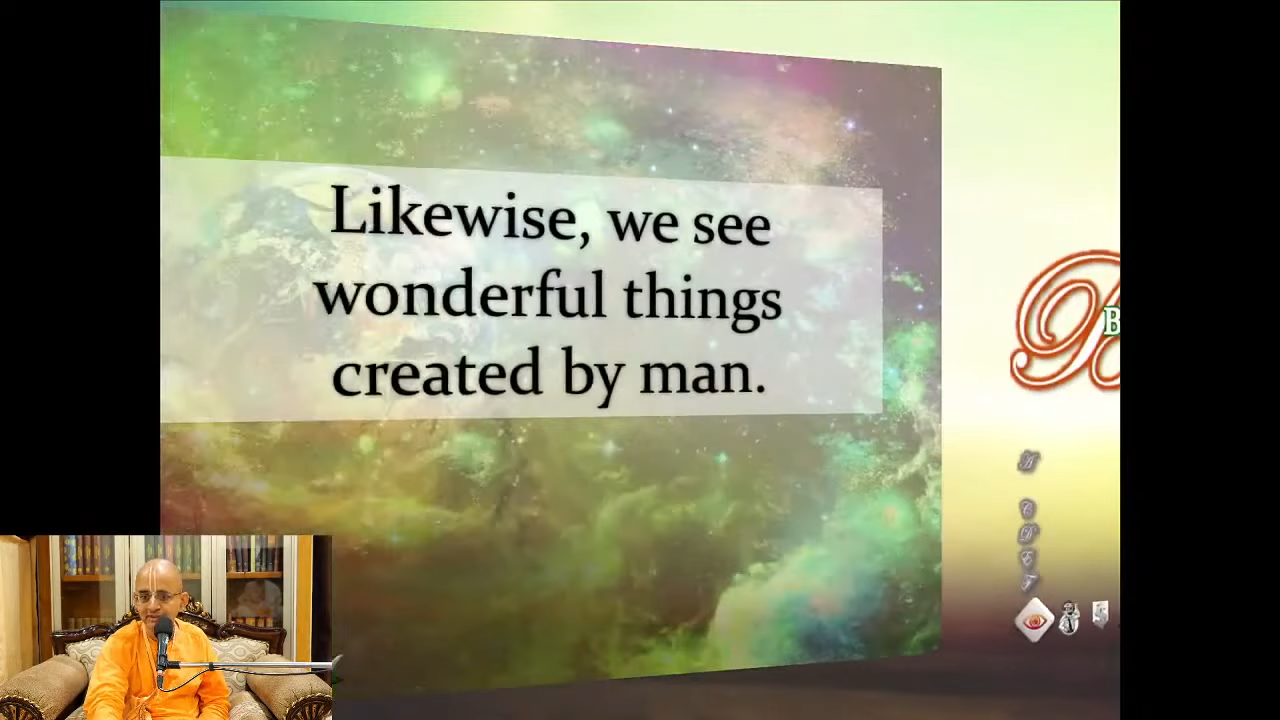 Likewise, we see
wonderful things
created by man.
B
B
A
C
D
E
F